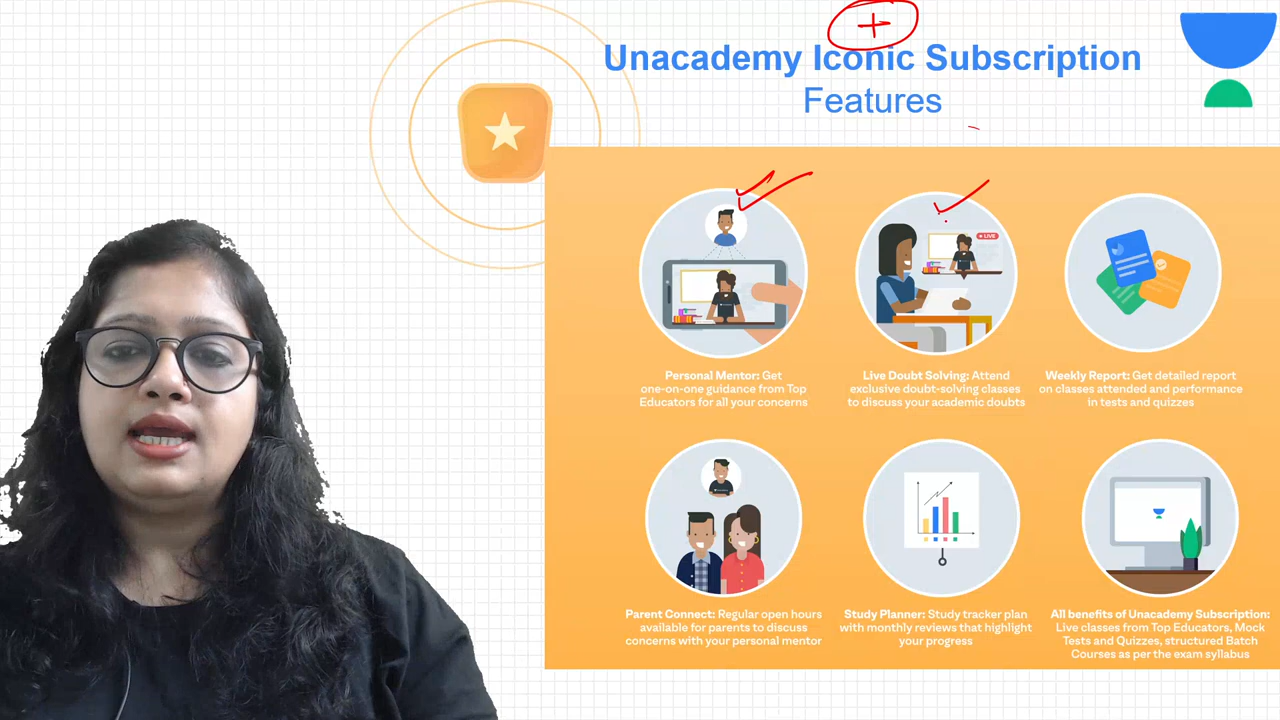 +
Unacademy Iconic Subscription
Features
LIVE
Personal Mentor: Get
one-on-one guidance from Top
Educators for all your concerns
Live Doubt Solving: Attend
exclusive doubt-solving classes
to discuss your academic doubts
Weekly Report: Get detailed report
on classes attended and performance
in tests and quizzes
Parent Connect: Regular open hours
available for parents to discuss
concerns with your personal mentor
Study Planner: Study tracker plan
with monthly reviews that highlight
your progress
All benefits of Unacademy Subscription:
Live classes from Top Educators, Mock
Tests and Quizzes, structured Batch
Courses as per the exam syllabus